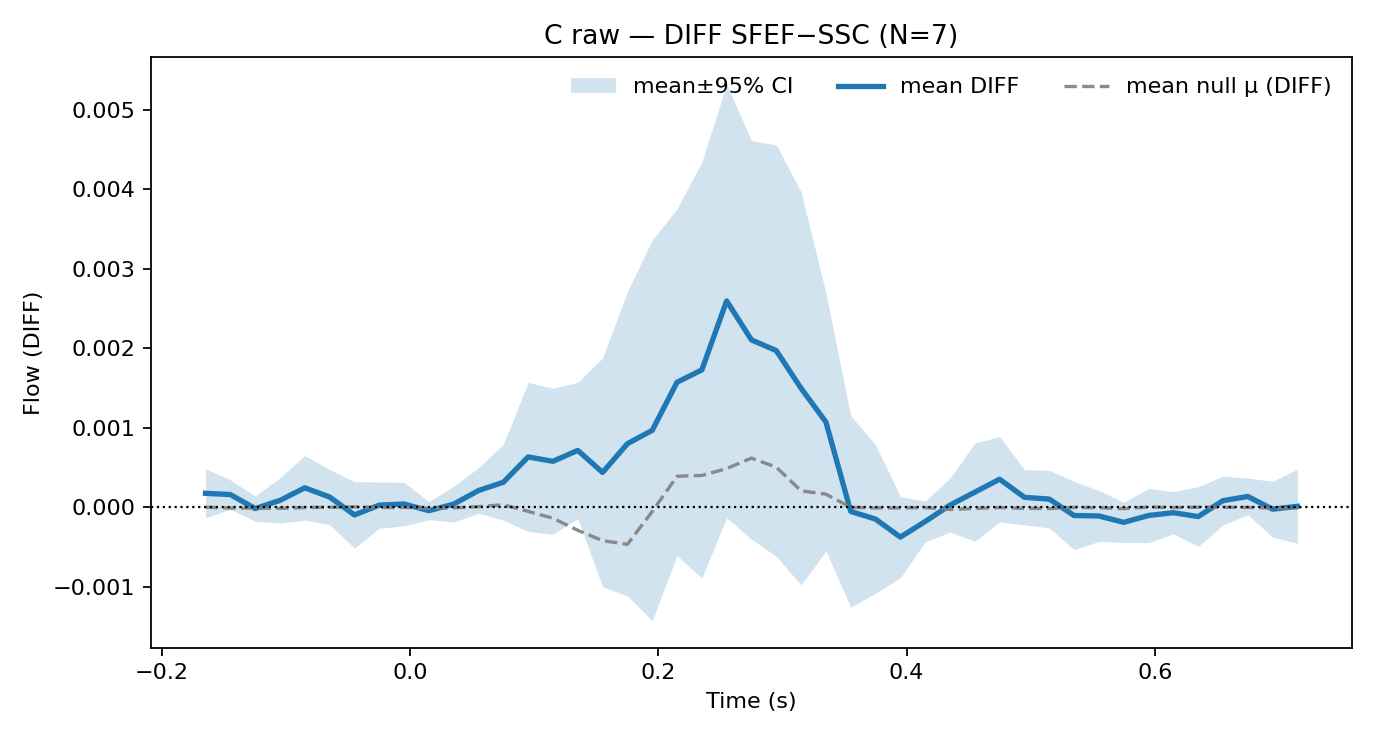 C raw — DIFF SFEF−SSC (N=7)
mean±95% CI
mean DIFF
mean null μ (DIFF)
Flow (DIFF)
0.005
0.004
0.003
0.002
0.001
0.000
−0.001
−0.2
0.0
0.2
0.4
0.6
Time (s)